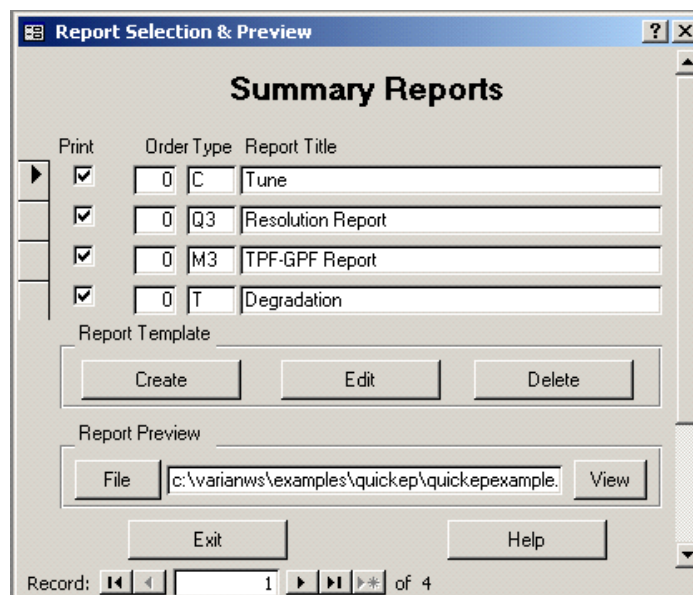 Report Selection & Preview
Summary Reports
Print Order Type Report Title
0 C Tune
0 Q3 Resolution Report
0 M3 TPF-GPF Report
0 T Degradation
Report Template
Create Edit Delete
Report Preview
File c:\varianws\examples\quickep\quickepexample. View
Exit Help
Record: 1 of 4